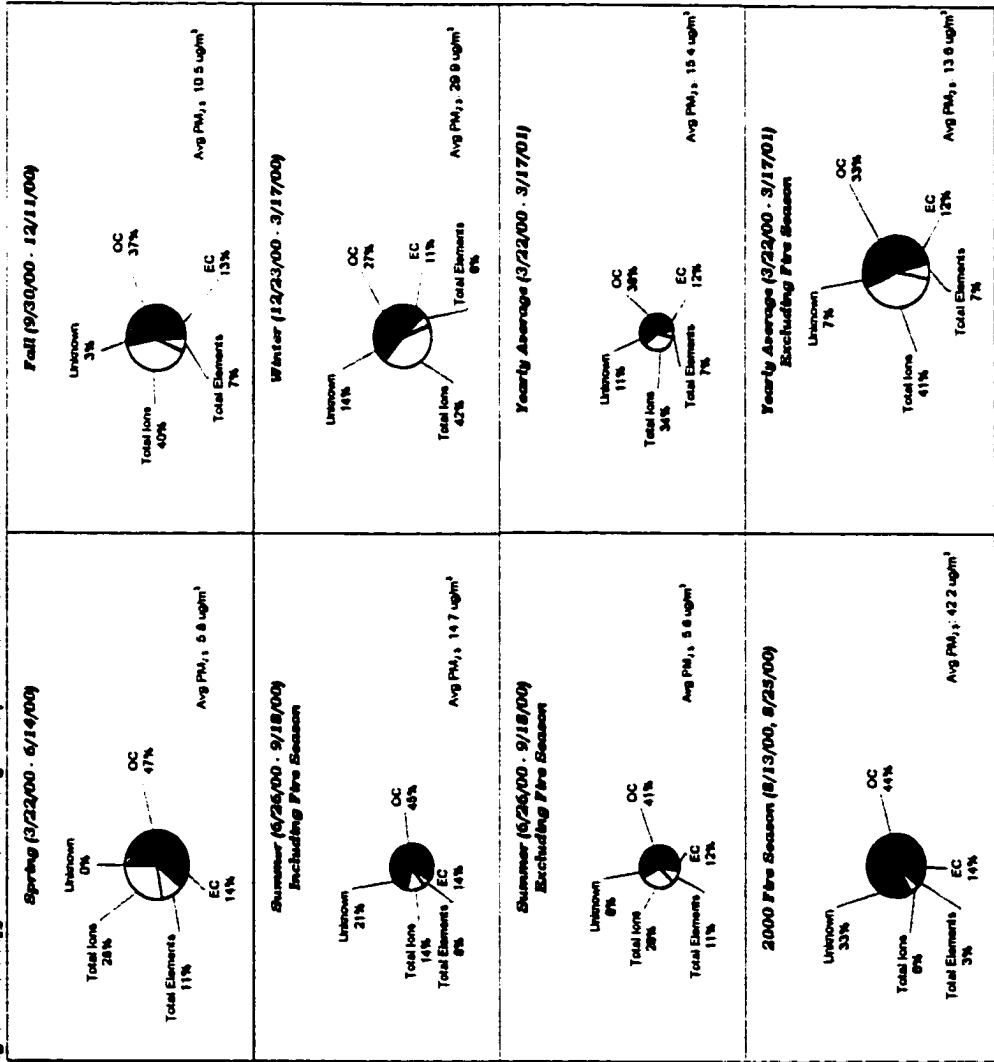 Spring (3/22/00 - 6/14/00)
Unknown
0%
OC
47%
EC
14%
Total Elements
11%
Total Ions
28%
Avg PM2.5 5 8 ug/m³
Fall (9/30/00 - 12/11/00)
Unknown
3%
OC
37%
EC
13%
Total Elements
7%
Total Ions
40%
Avg PM2.5 10 5 ug/m³
Summer (6/26/00 - 9/18/00)
Including Fire Season
Unknown
21%
OC
45%
EC
14%
Total Elements
6%
Total Ions
14%
Avg PM2.5 14 7 ug/m³
Winter (12/23/00 - 3/17/00)
Unknown
14%
OC
27%
EC
11%
Total Elements
6%
Total Ions
42%
Avg PM2.5 29 9 ug/m³
Summer (6/26/00 - 9/18/00)
Excluding Fire Season
Unknown
OC
41%
EC
12%
Total Elements
11%
Total Ions
Avg PM2.5
Yearly Average (3/22/00 - 3/17/01)
Unknown
11%
OC
36%
EC
12%
Total Elements
7%
Total Ions
34%
Avg PM2.5 15 4 ug/m³
2000 Fire Season (8/13/00, 8/25/00)
Unknown
33%
OC
44%
EC
14%
Total Elements
3%
Total Ions
6%
Avg PM2.5: 42 2 ug/m³
Yearly Average (3/22/00 - 3/17/01)
Excluding Fire Season
Unknown
7%
OC
33%
EC
12%
Total Elements
7%
Total Ions
41%
Avg PM2.5 13 6 ug/m³